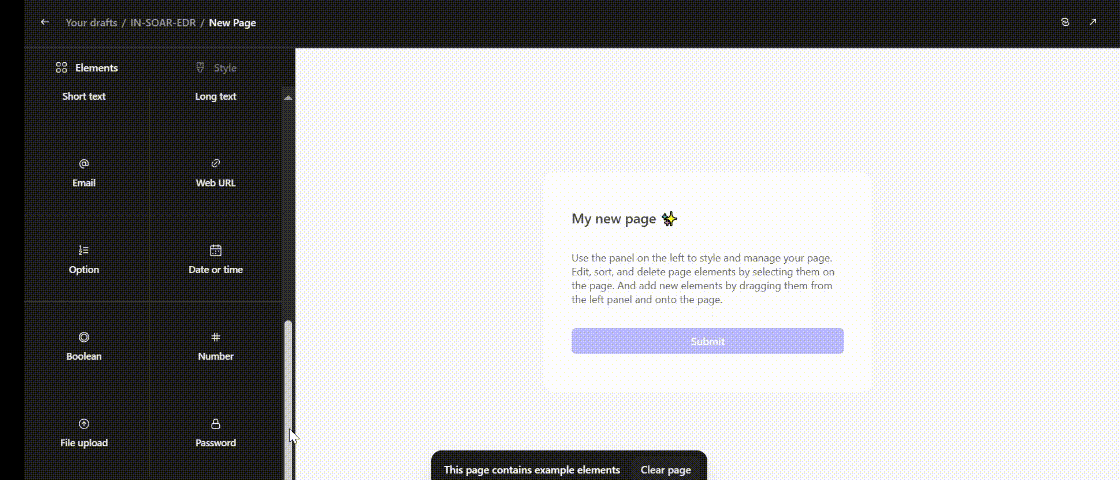 Your drafts / IN-SOAR-EDR / New Page
Elements
Style
Short text
Long text
@
Email
Web URL
Option
Date or time
Boolean
Number
File upload
Password
My new page ✨
Use the panel on the left to style and manage your page.
Edit, sort, and delete page elements by selecting them on
the page. And add new elements by dragging them from
the left panel and onto the page.
Submit
This page contains example elements
Clear page